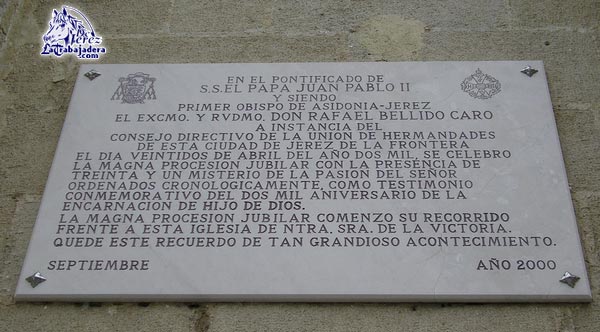 Jerez
LaTrabajadera
.com
EN EL PONTIFICADO DE
S.S. EL PAPA JUAN PABLO II
Y SIENDO
PRIMER OBISPO DE ASIDONIA-JEREZ
EL EXCMO. Y RVDMO. DON RAFAEL BELLIDO CARO
A INSTANCIA DEL
CONSEJO DIRECTIVO DE LA UNION DE HERMANDADES
DE ESTA CIUDAD DE JEREZ DE LA FRONTERA
EL DIA VEINTIDOS DE ABRIL DEL AÑO DOS MIL, SE CELEBRO
LA MAGNA PROCESION JUBILAR CON LA PRESENCIA DE
TREINTA Y UN MISTERIO DE LA PASION DEL SEÑOR
ORDENADOS CRONOLOGICAMENTE, COMO TESTIMONIO
CONMEMORATIVO DEL DOS MIL ANIVERSARIO DE LA
ENCARNACION DE HIJO DE DIOS.
LA MAGNA PROCESION JUBILAR COMENZO SU RECORRIDO
FRENTE A ESTA IGLESIA DE NTRA. SRA. DE LA VICTORIA.
QUEDE ESTE RECUERDO DE TAN GRANDIOSO ACONTECIMIENTO.
SEPTIEMBRE AÑO 2000